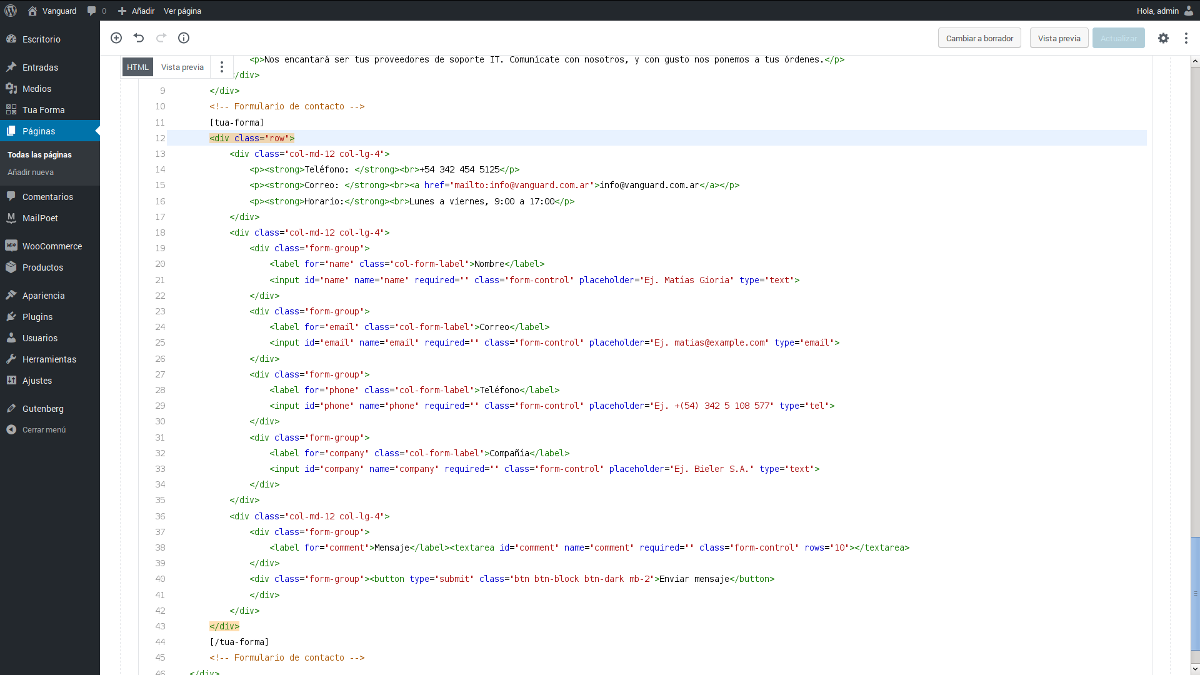 Vanguard 0 Añadir Ver página Hola, admin
Escritorio
Entradas
Medios
Tua Forma
Páginas
Todas las páginas
Añadir nueva
Comentarios
MailPoet
WooCommerce
Productos
Apariencia
Plugins
Usuarios
Herramientas
Ajustes
Gutenberg
Cerrar menú
Cambiar a borrador Vista previa Actualizar
HTML Vista previa
<p>Nos encantará ser tus proveedores de soporte IT. Comunícate con nosotros, y con gusto nos ponemos a tus órdenes.</p>
/div>
9 </div>
10 <!-- Formulario de contacto -->
11 [tua-forma]
12 <div class="row">
13 <div class="col-md-12 col-lg-4">
14 <p><strong>Teléfono: </strong><br>+54 342 454 5125</p>
15 <p><strong>Correo: </strong><br><a href="mailto:info@vanguard.com.ar">info@vanguard.com.ar</a></p>
16 <p><strong>Horario:</strong><br>Lunes a viernes, 9:00 a 17:00</p>
17 </div>
18 <div class="col-md-12 col-lg-4">
19 <div class="form-group">
20 <label for="name" class="col-form-label">Nombre</label>
21 <input id="name" name="name" required="" class="form-control" placeholder="Ej. Matías Gioria" type="text">
22 </div>
23 <div class="form-group">
24 <label for="email" class="col-form-label">Correo</label>
25 <input id="email" name="email" required="" class="form-control" placeholder="Ej. matias@example.com" type="email">
26 </div>
27 <div class="form-group">
28 <label for="phone" class="col-form-label">Teléfono</label>
29 <input id="phone" name="phone" required="" class="form-control" placeholder="Ej. +(54) 342 5 108 577" type="tel">
30 </div>
31 <div class="form-group">
32 <label for="company" class="col-form-label">Compañía</label>
33 <input id="company" name="company" required="" class="form-control" placeholder="Ej. Bieler S.A." type="text">
34 </div>
35 </div>
36 <div class="col-md-12 col-lg-4">
37 <div class="form-group">
38 <label for="comment">Mensaje</label><textarea id="comment" name="comment" required="" class="form-control" rows="10"></textarea>
39 </div>
40 <div class="form-group"><button type="submit" class="btn btn-block btn-dark mb-2">Enviar mensaje</button>
41 </div>
42 </div>
43 </div>
44 [/tua-forma]
45 <!-- Formulario de contacto -->
46 </div>